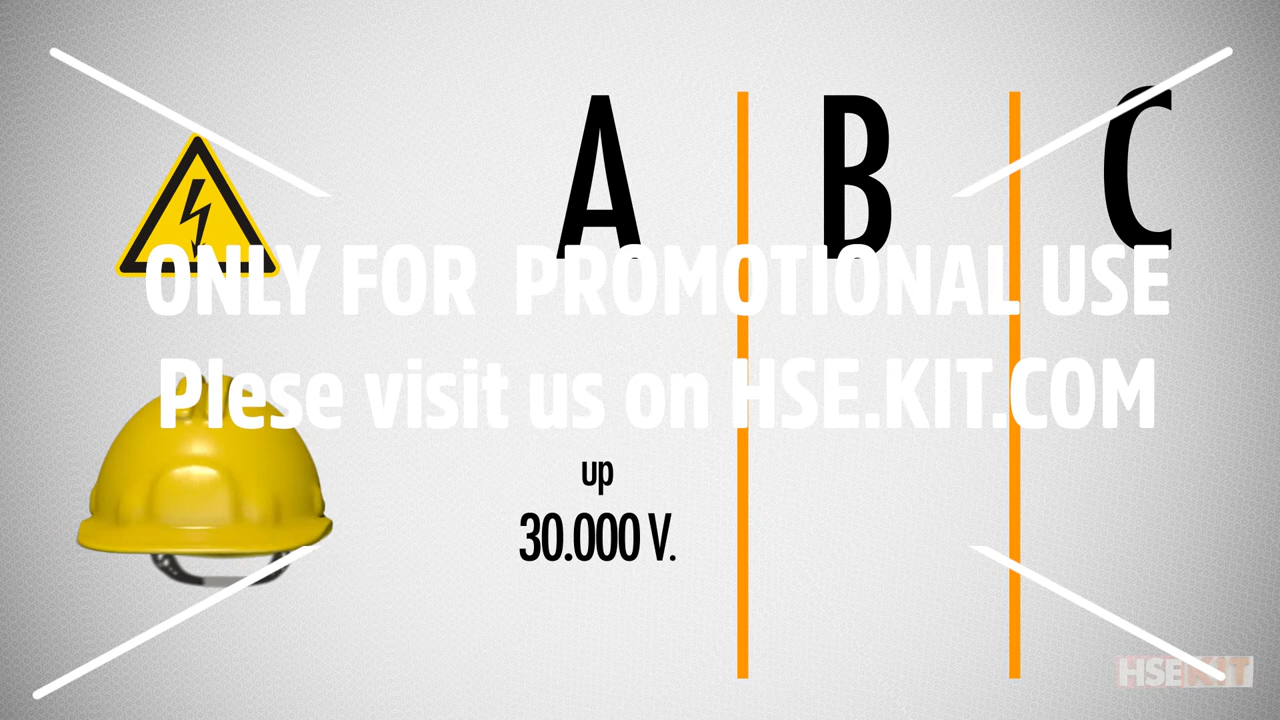 A B C
ONLY FOR PROMOTIONAL USE
Plese visit us on HSE.KIT.COM
up
30.000 V.
HSEKIT